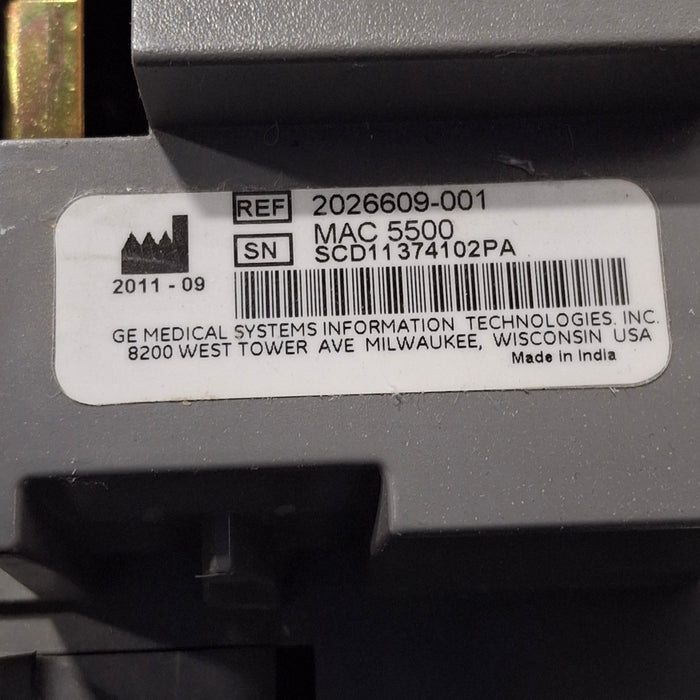 REF 2026609-001
MAC 5500
SN SCD11374102PA
2011 - 09
GE MEDICAL SYSTEMS INFORMATION TECHNOLOGIES. INC.
8200 WEST TOWER AVE MILWAUKEE, WISCONSIN USA
Made in India